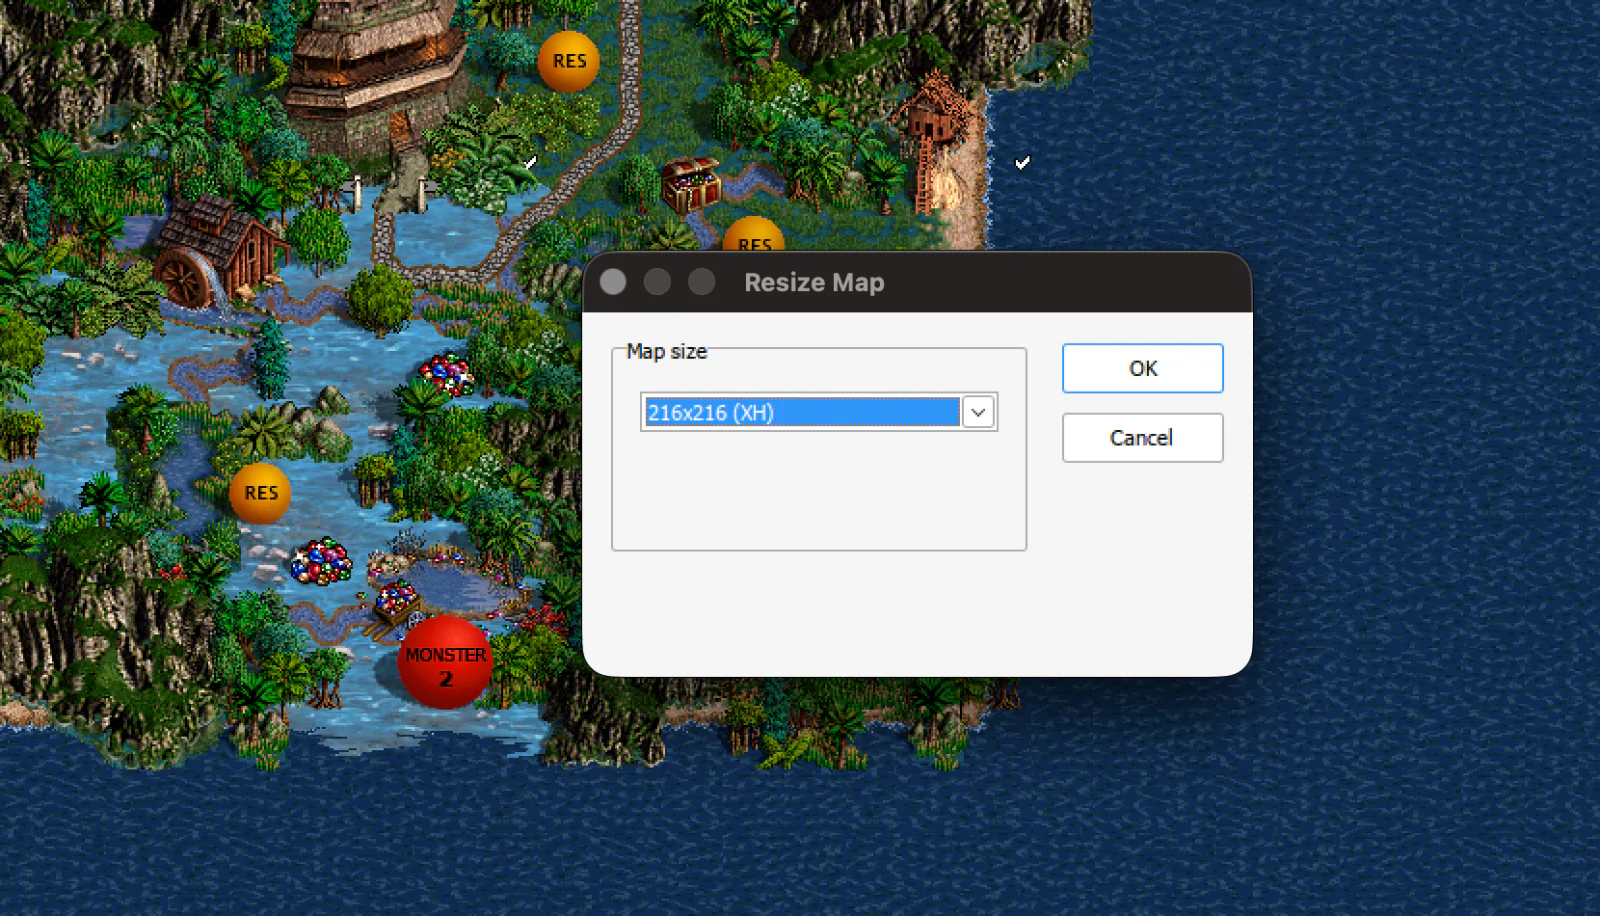 RES
RES
Resize Map
Map size
OK
216x216 (XH)
Cancel
RES
MONSTER
2